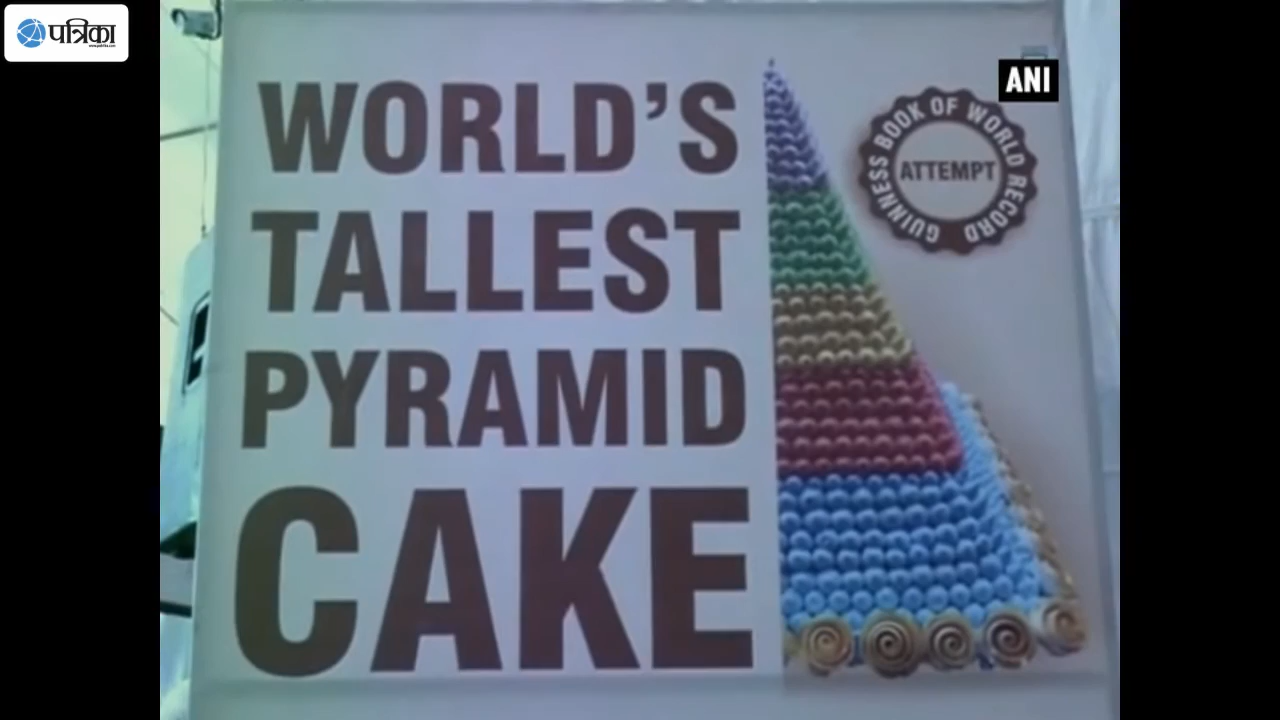 पत्रिका
ANI
WORLD'S
TALLEST
PYRAMID
CAKE
GUINNESS BOOK OF WORLD RECORD
ATTEMPT